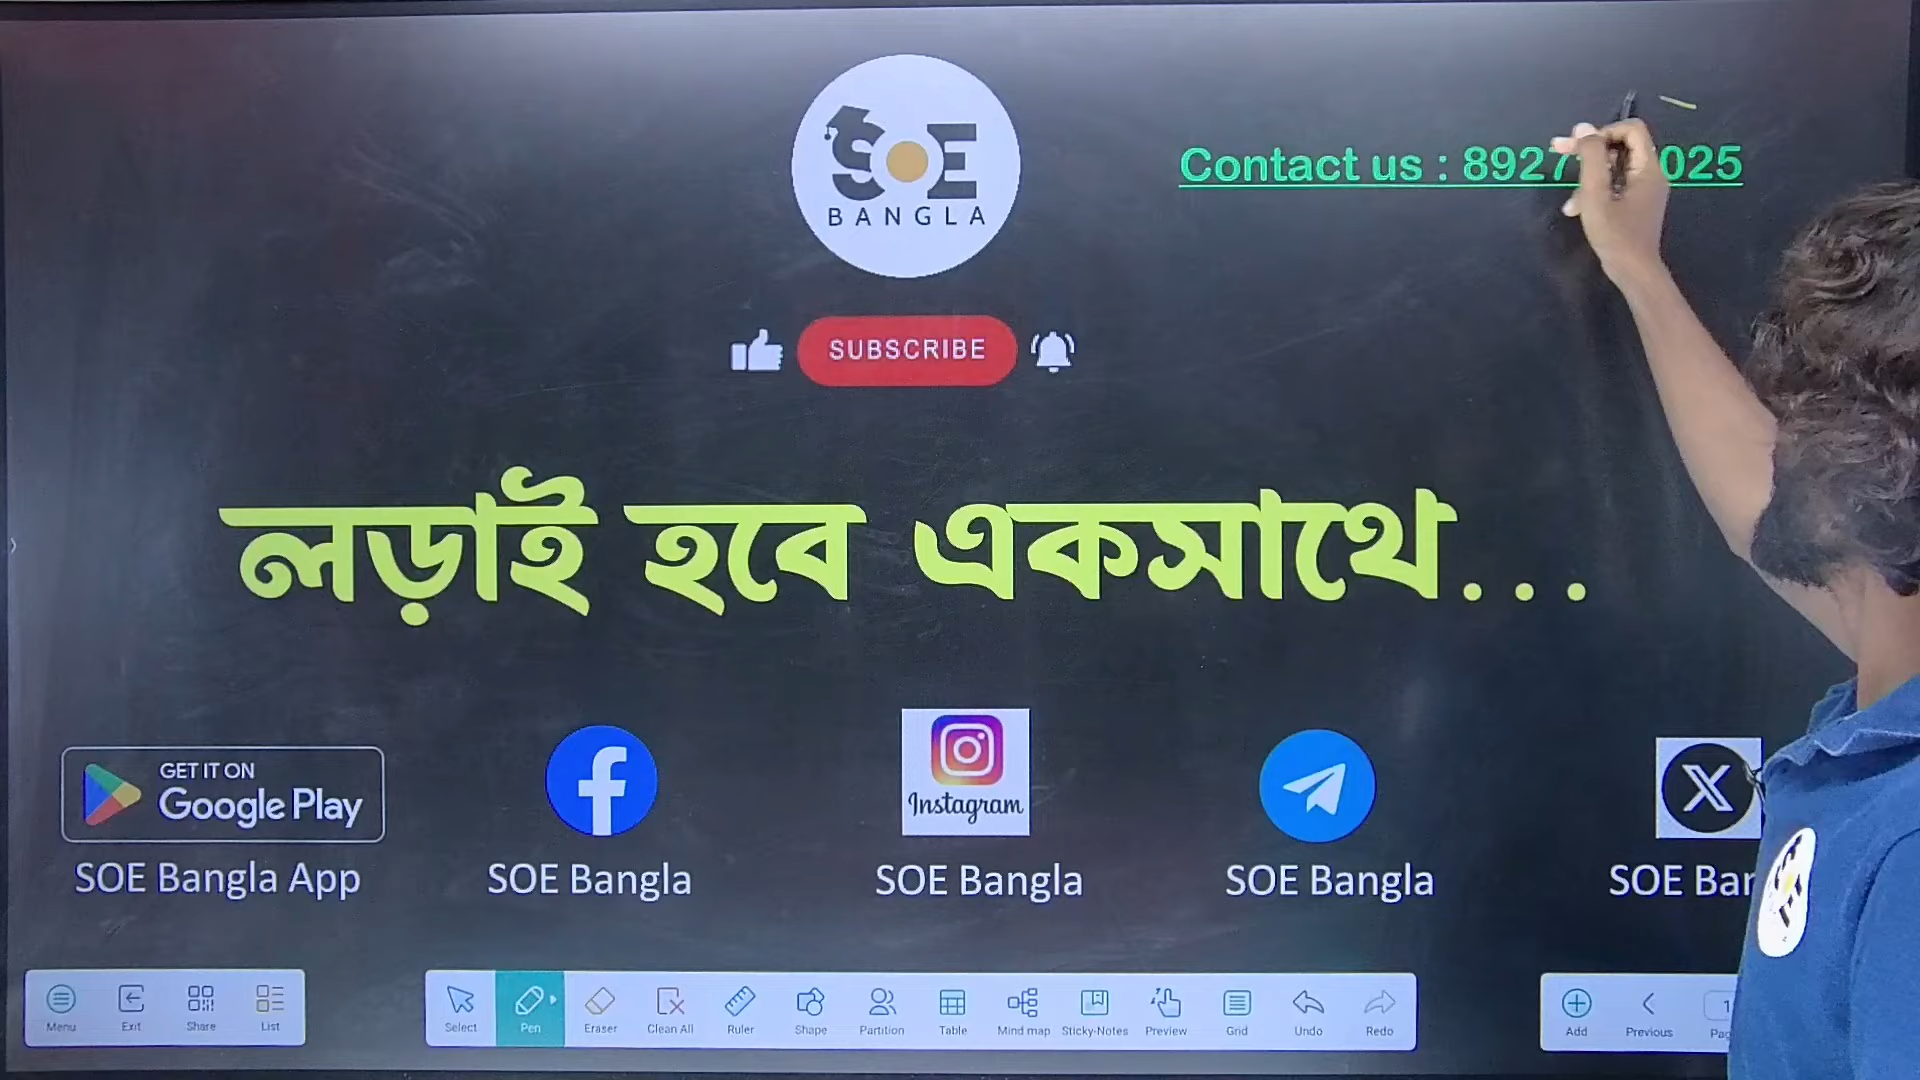 SOE
BANGLA
Contact us : 8927 025
SUBSCRIBE
লড়াই হবে একসাথে...
GET IT ON
Google Play
Instagram
SOE Bangla App
SOE Bangla
SOE Bangla
SOE Bangla
SOE
Menu
Exit
Share
List
Select
Pen
Eraser
Clean All
Ruler
Shape
Partition
Table
Mind map
Sticky-Notes
Preview
Grid
Undo
Redo
Add
Previous